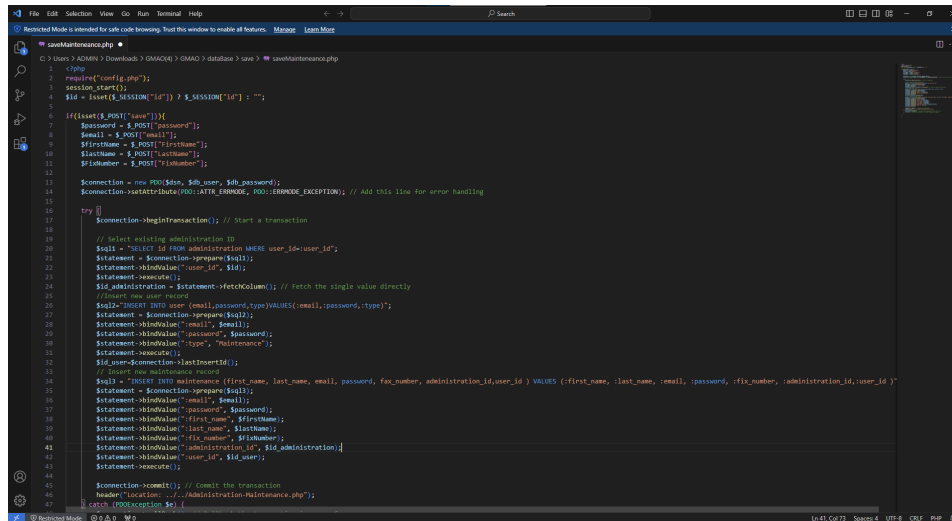 File Edit Selection View Go Run Terminal Help
Search
Restricted Mode is intended for safe code browsing. Trust this window to enable all features. Manage Learn More
saveMainteneance.php
C: > Users > ADMIN > Downloads > GMAO(4) > GMAO > dataBase > save > saveMainteneance.php
1 <?php
2 require("config.php");
3 session_start();
4 $id = isset($_SESSION["id"]) ? $_SESSION["id"] : "";
5
6 if(isset($_POST["save"])){
7 $password = $_POST["password"];
8 $email = $_POST["email"];
9 $firstName = $_POST["FirstName"];
10 $lastName = $_POST["LastName"];
11 $FixNumber = $_POST["FixNumber"];
12
13 $connection = new PDO($dsn, $db_user, $db_password);
14 $connection->setAttribute(PDO::ATTR_ERRMODE, PDO::ERRMODE_EXCEPTION); // Add this line for error handling
15
16 try {
17 $connection->beginTransaction(); // Start a transaction
18
19 // Select existing administration ID
20 $sql1 = "SELECT id FROM administration WHERE user_id=:user_id";
21 $statement = $connection->prepare($sql1);
22 $statement->bindValue(":user_id", $id);
23 $statement->execute();
24 $id_administration = $statement->fetchColumn(); // Fetch the single value directly
25 //Insert new user record
26 $sql2="INSERT INTO user (email,password,type)VALUES(:email,:password,:type)";
27 $statement = $connection->prepare($sql2);
28 $statement->bindValue(":email", $email);
29 $statement->bindValue(":password", $password);
30 $statement->bindValue(":type", "Maintenance");
31 $statement->execute();
32 $id_user=$connection->lastInsertId();
33 // Insert new maintenance record
34 $sql3 = "INSERT INTO maintenance (first_name, last_name, email, password, fax_number, administration_id,user_id ) VALUES (:first_name, :last_name, :email, :password, :fix_number, :administration_id,:user_id )"
35 $statement = $connection->prepare($sql3);
36 $statement->bindValue(":email", $email);
37 $statement->bindValue(":password", $password);
38 $statement->bindValue(":first_name", $firstName);
39 $statement->bindValue(":last_name", $lastName);
40 $statement->bindValue(":fix_number", $FixNumber);
41 $statement->bindValue(":administration_id", $id_administration);
42 $statement->bindValue(":user_id", $id_user);
43 $statement->execute();
44
45 $connection->commit(); // Commit the transaction
46 header("Location: ../../Administration-Maintenance.php");
47 } catch (PDOException $e) {
Restricted Mode 0 0 0 Ln 41, Col 73 Spaces: 4 UTF-8 CRLF PHP